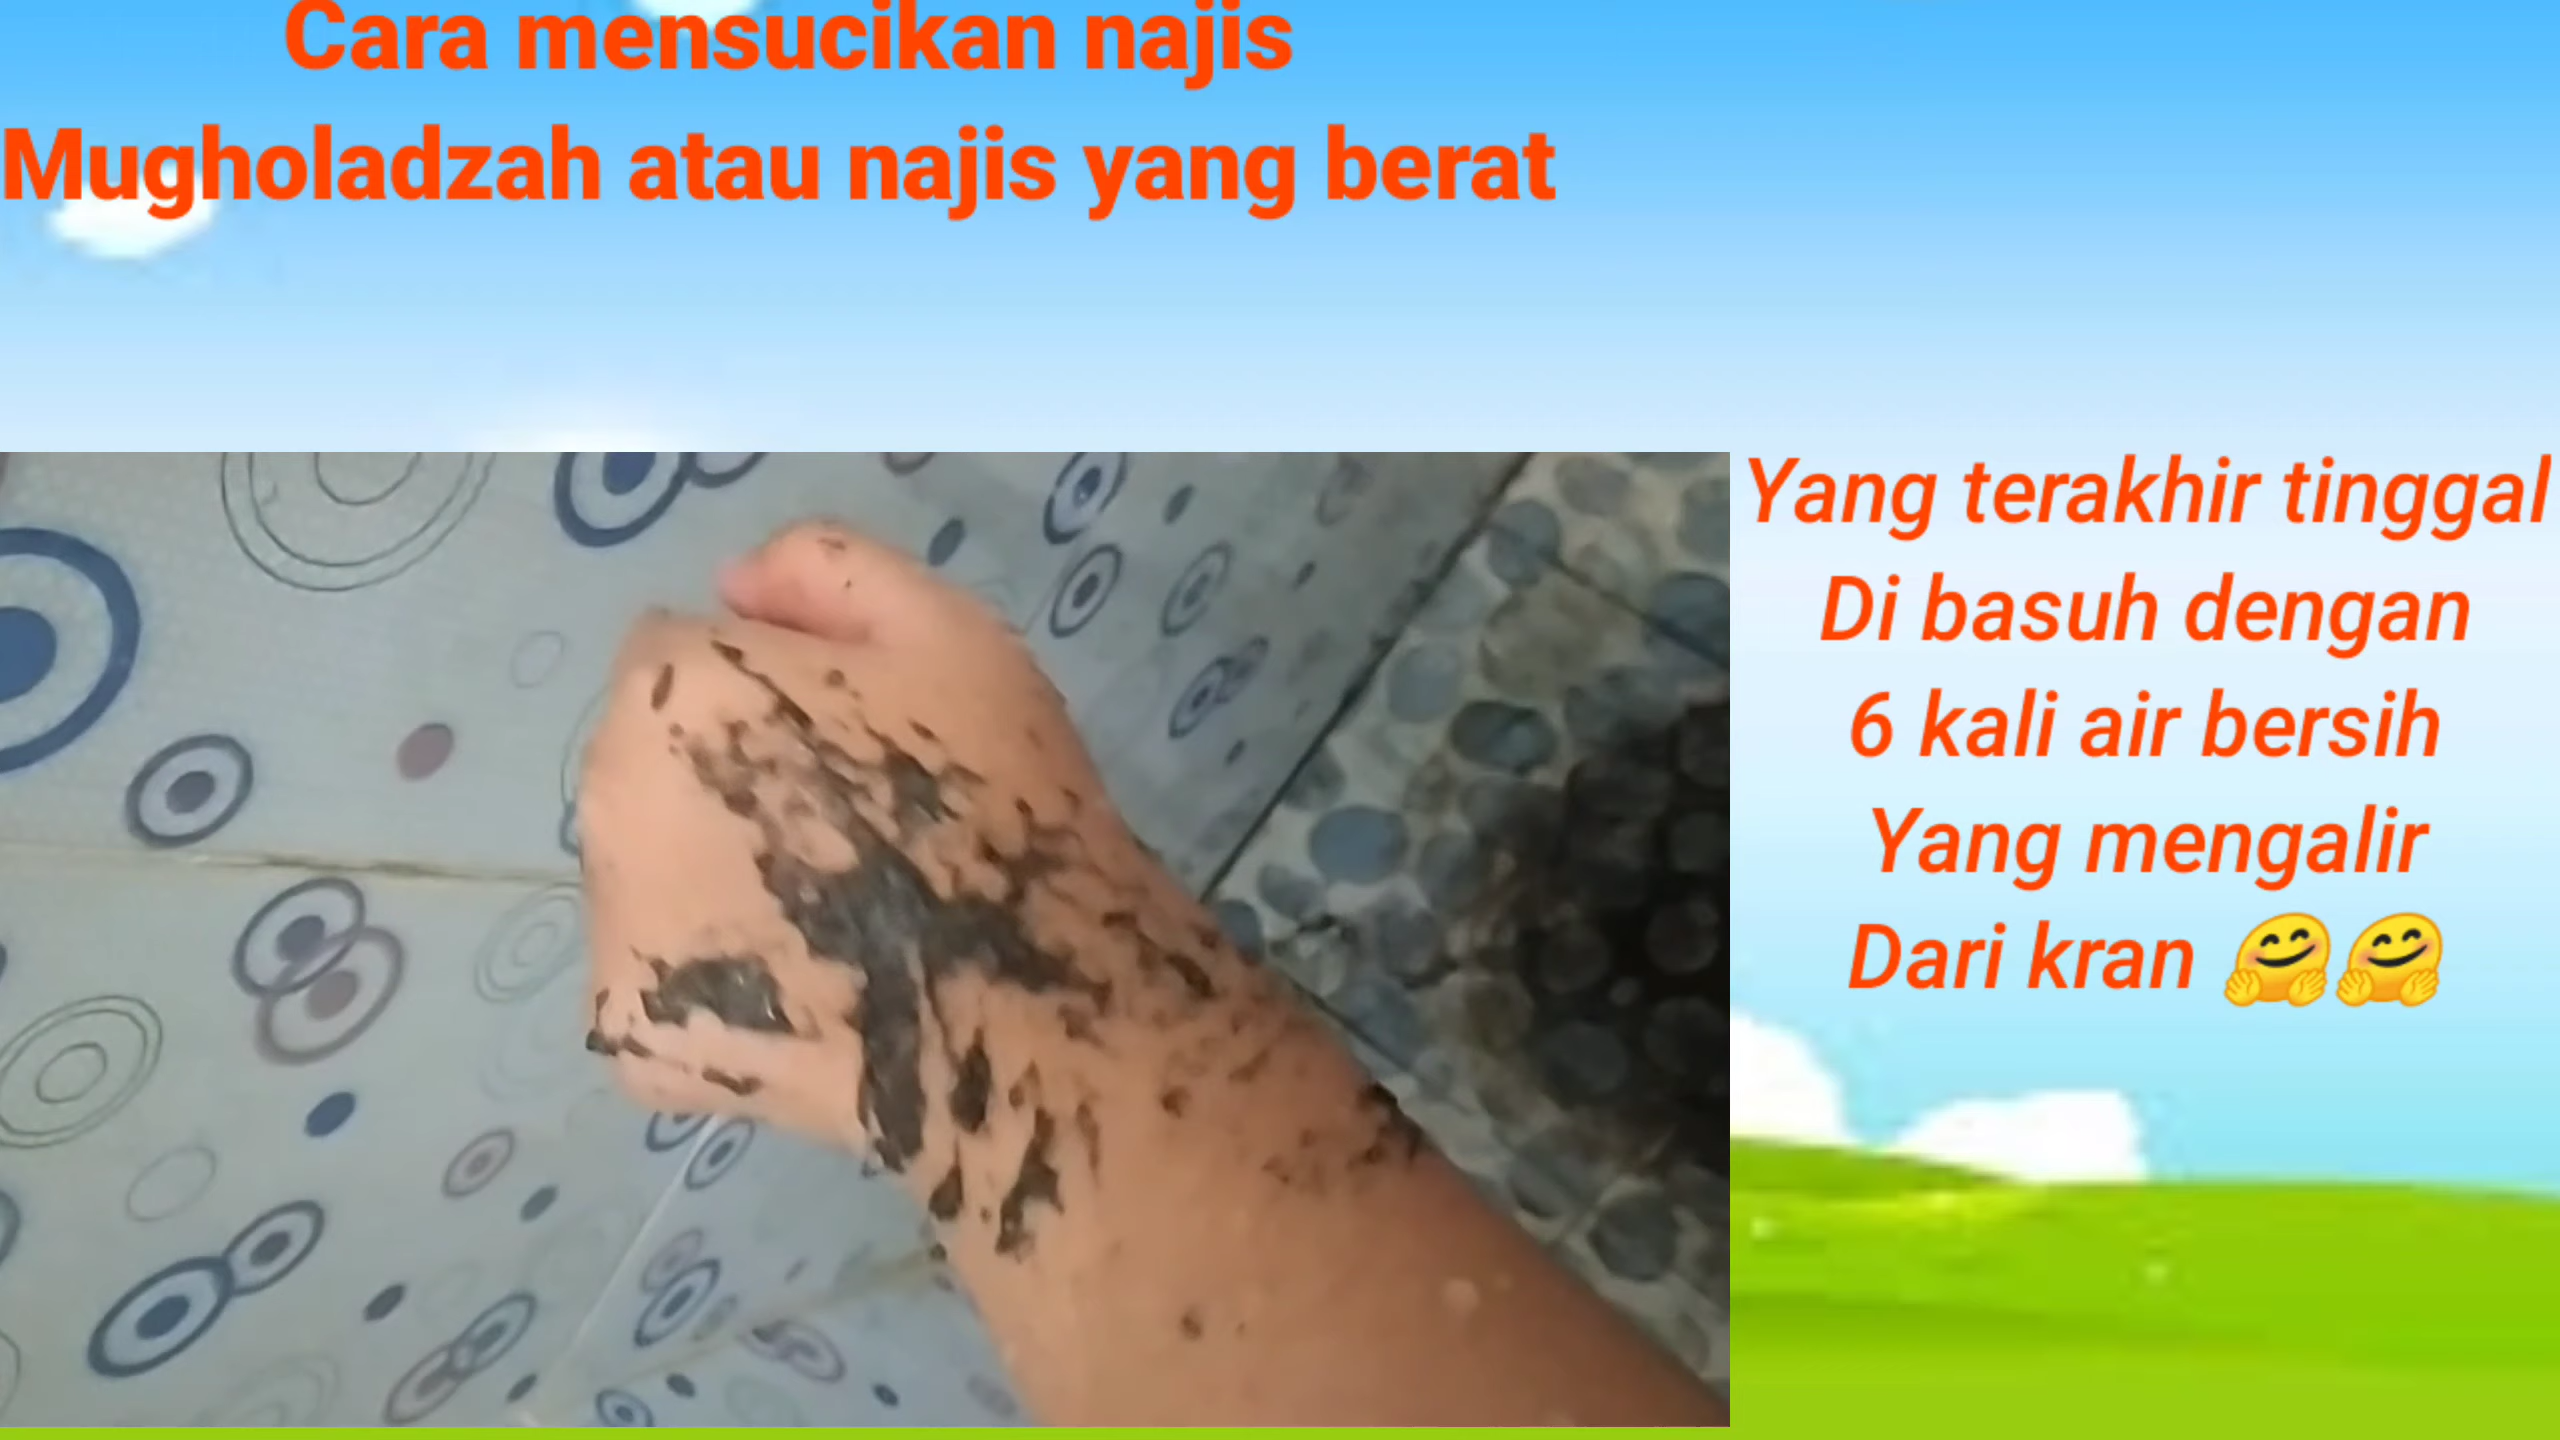 Cara mensucikan najis
Mugholadzah atau najis yang berat
Yang terakhir tinggal
Di basuh dengan
6 kali air bersih
Yang mengalir
Dari kran 🤗🤗